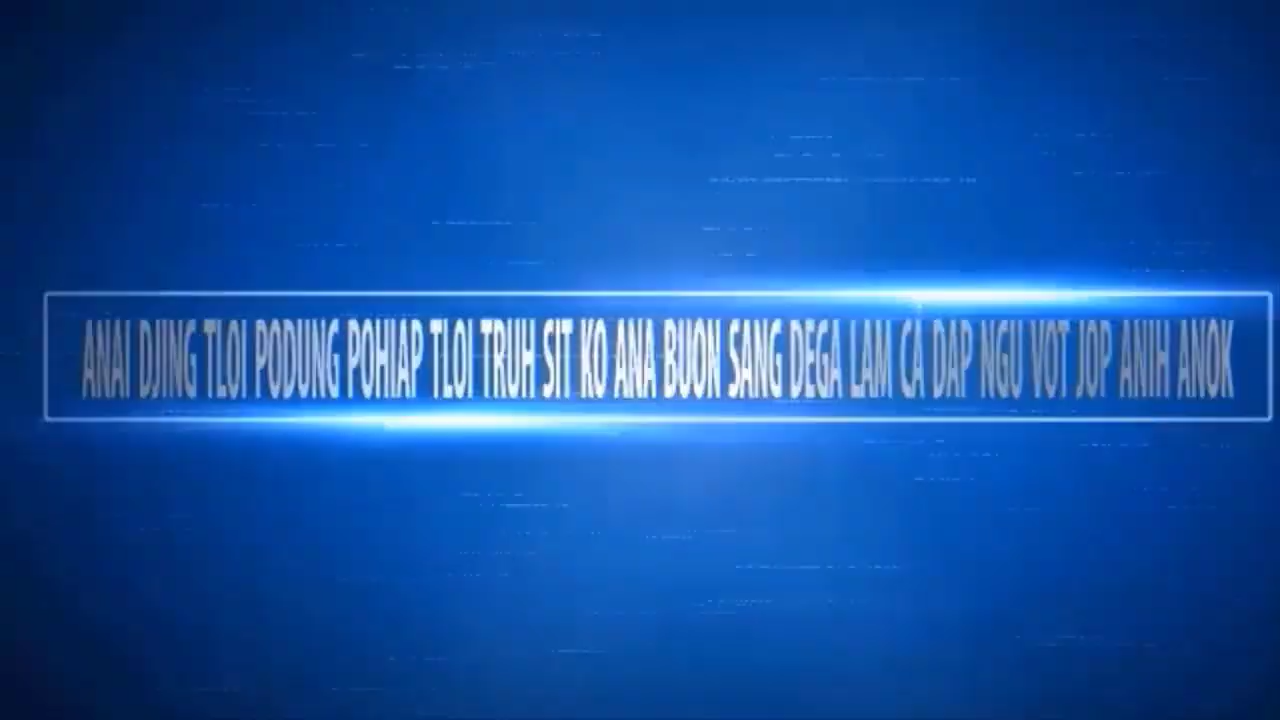 ANAI DJING TLOI PODUNG POHIAP TLOI TRUH SIT KO ANA BUON SANG DEGA LAM CA DAP NGU VOT JOP ANIH ANOK